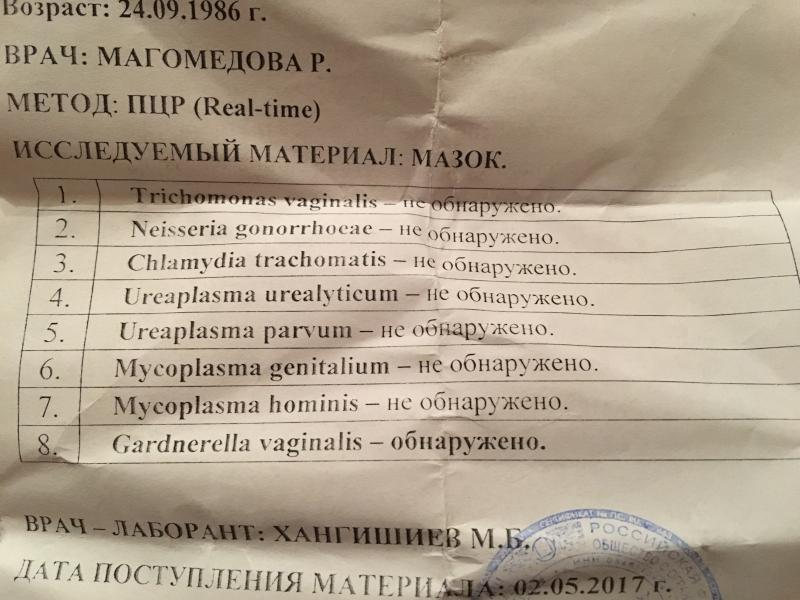 Возраст: 24.09.1986 г.
ВРАЧ: МАГОМЕДОВА Р.
МЕТОД: ПЦР (Real-time)
ИССЛЕДУЕМЫЙ МАТЕРИАЛ: МАЗОК.
1. Trichomonas vaginalis – не обнаружено.
2. Neisseria gonorrhoeae – не обнаружено.
3. Chlamydia trachomatis – не обнаружено.
4. Ureaplasma urealyticum – не обнаружено.
5. Ureaplasma parvum – не обнаружено.
6. Mycoplasma genitalium – не обнаружено.
7. Mycoplasma hominis – не обнаружено.
8. Gardnerella vaginalis – обнаружено.
ВРАЧ – ЛАБОРАНТ: ХАНГИШИЕВ М.Б.
ДАТА ПОСТУПЛЕНИЯ МАТЕРИАЛА: 02.05.2017 г.
РОССИЙСКАЯ